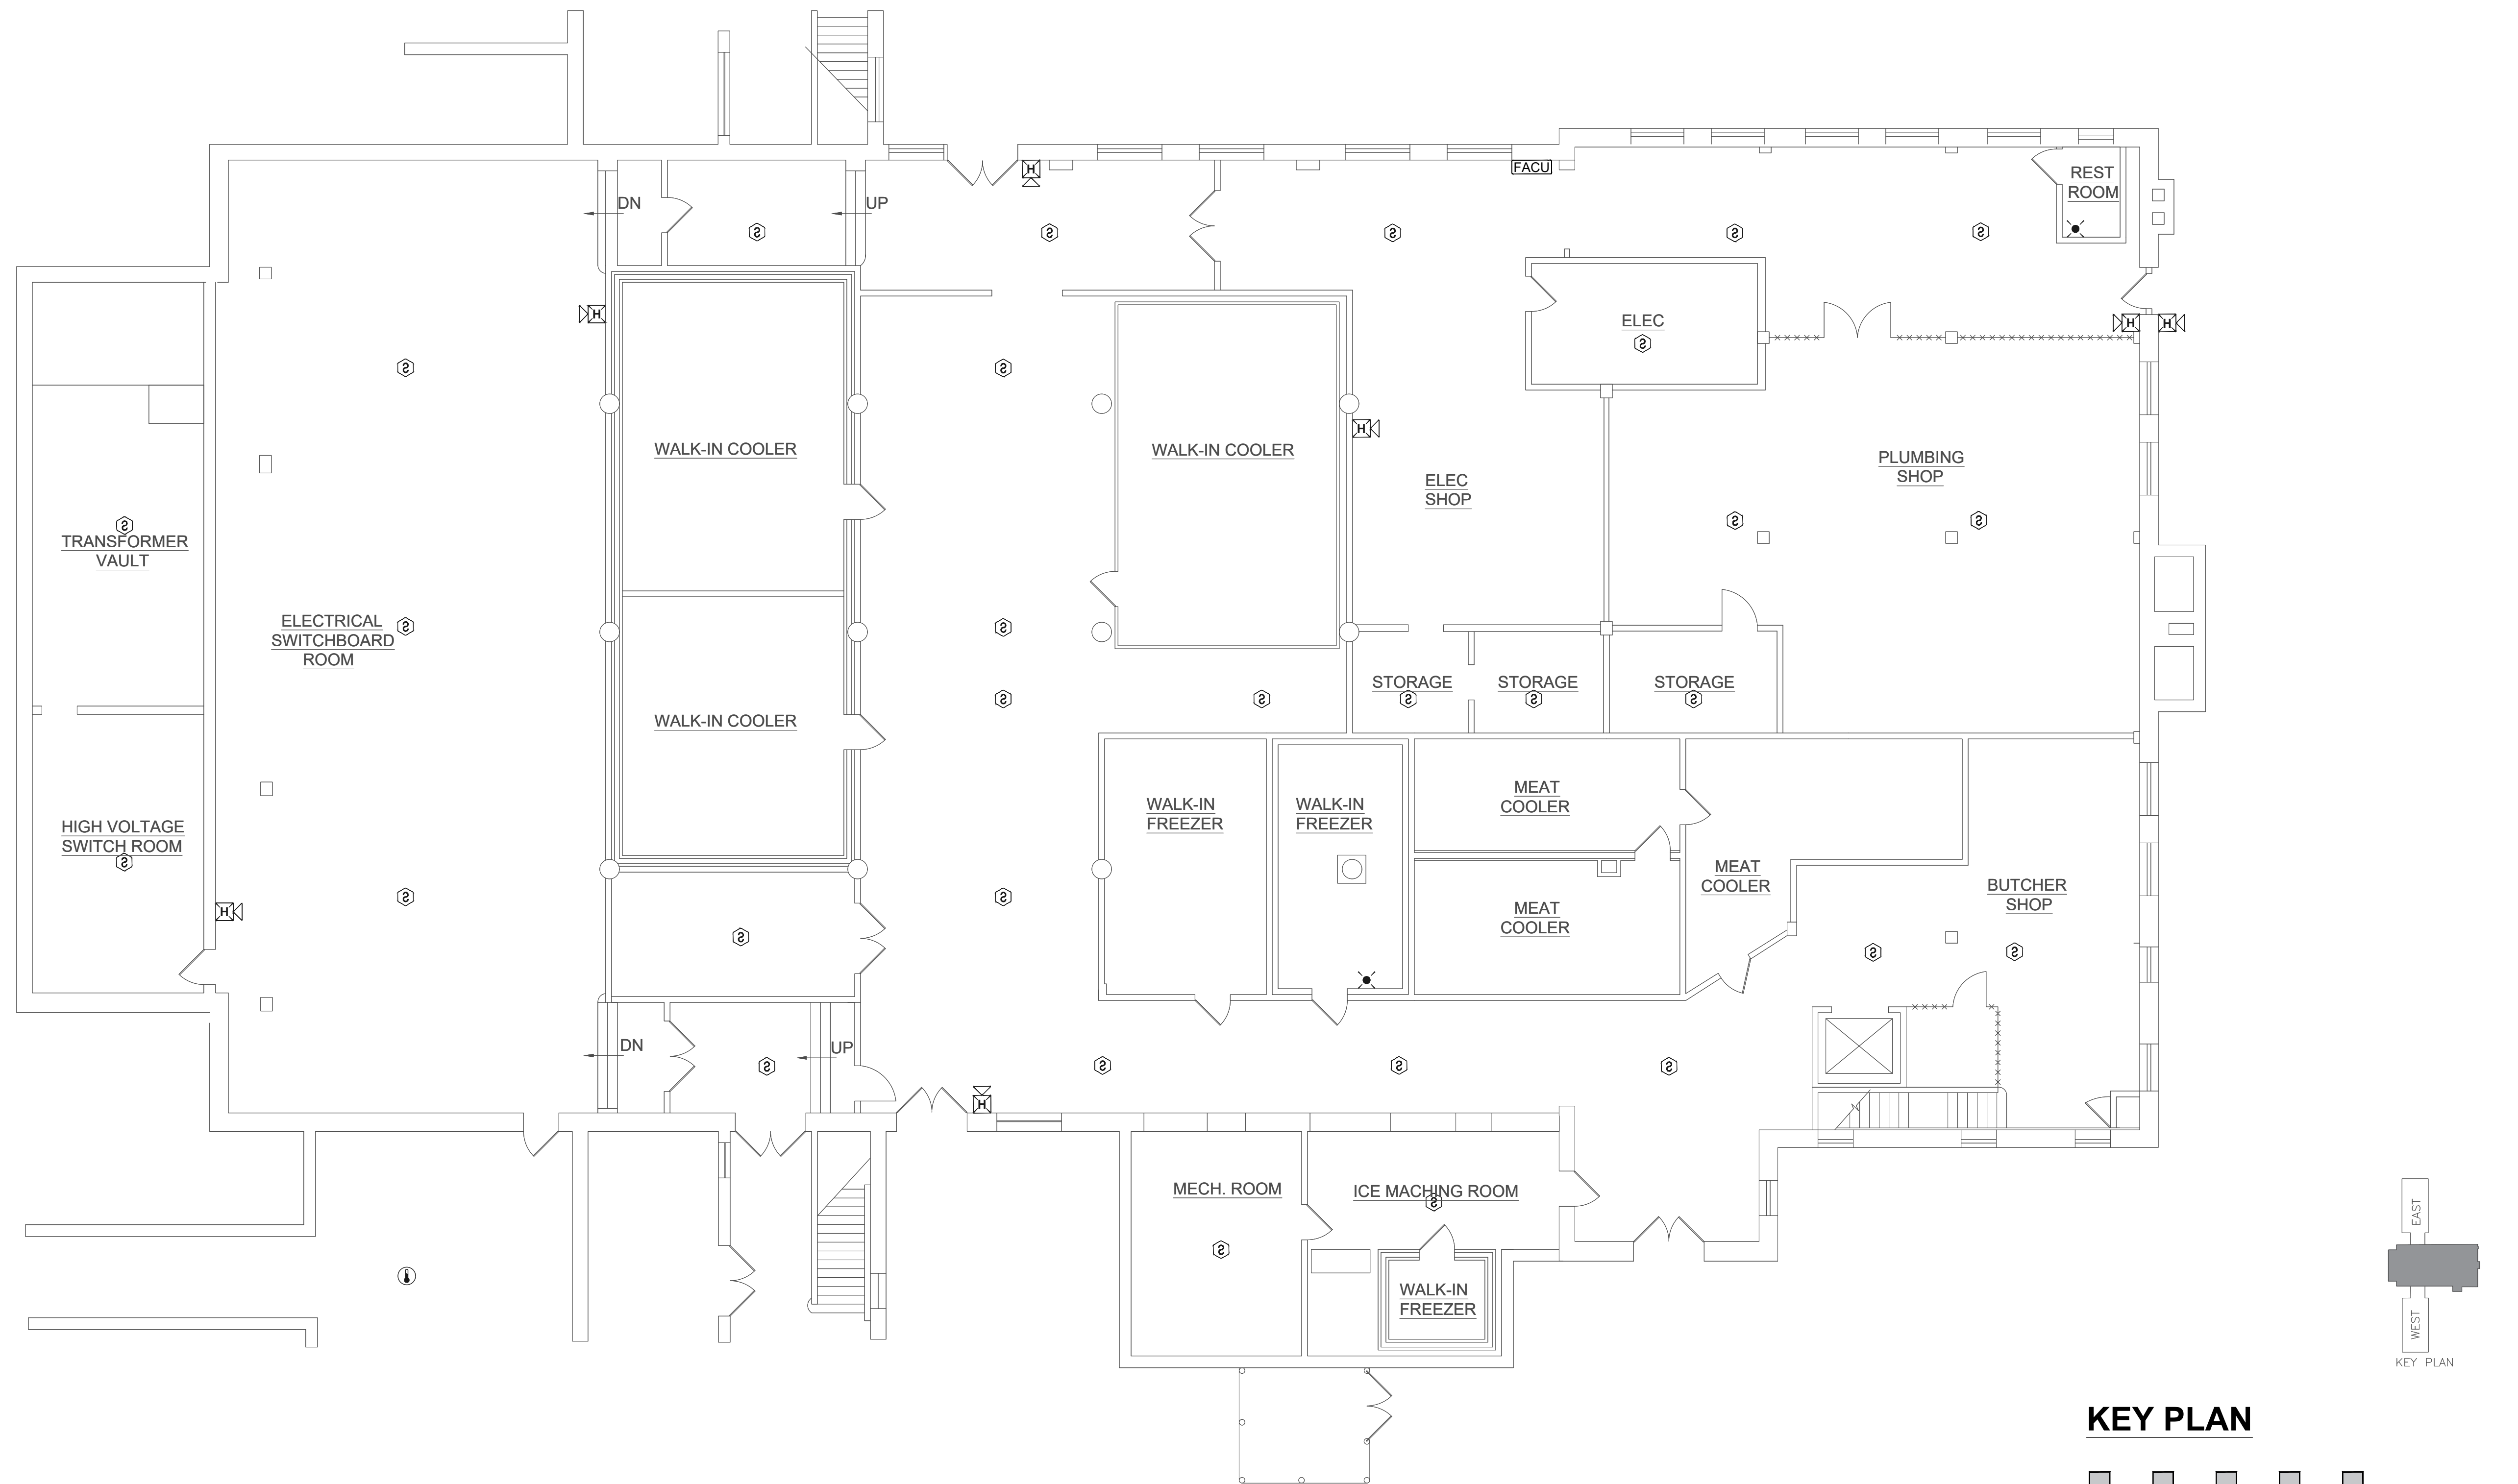 FACU
REST
ROOM
DN
UP
H
S
S
S
S
S
H
ELEC
S
H
H
S
S
H
WALK-IN COOLER
WALK-IN COOLER
ELEC
SHOP
PLUMBING
SHOP
S
TRANSFORMER
VAULT
S
S
ELECTRICAL
SWITCHBOARD
ROOM
S
S
STORAGE
S
STORAGE
S
STORAGE
S
S
S
WALK-IN COOLER
HIGH VOLTAGE
SWITCH ROOM
S
WALK-IN
FREEZER
WALK-IN
FREEZER
MEAT
COOLER
MEAT
COOLER
MEAT
COOLER
BUTCHER
SHOP
H
S
S
S
S
S
DN
UP
S
S
S
S
H
MECH. ROOM
S
ICE MACHING ROOM
S
WALK-IN
FREEZER
EAST
WEST
KEY PLAN
KEY PLAN